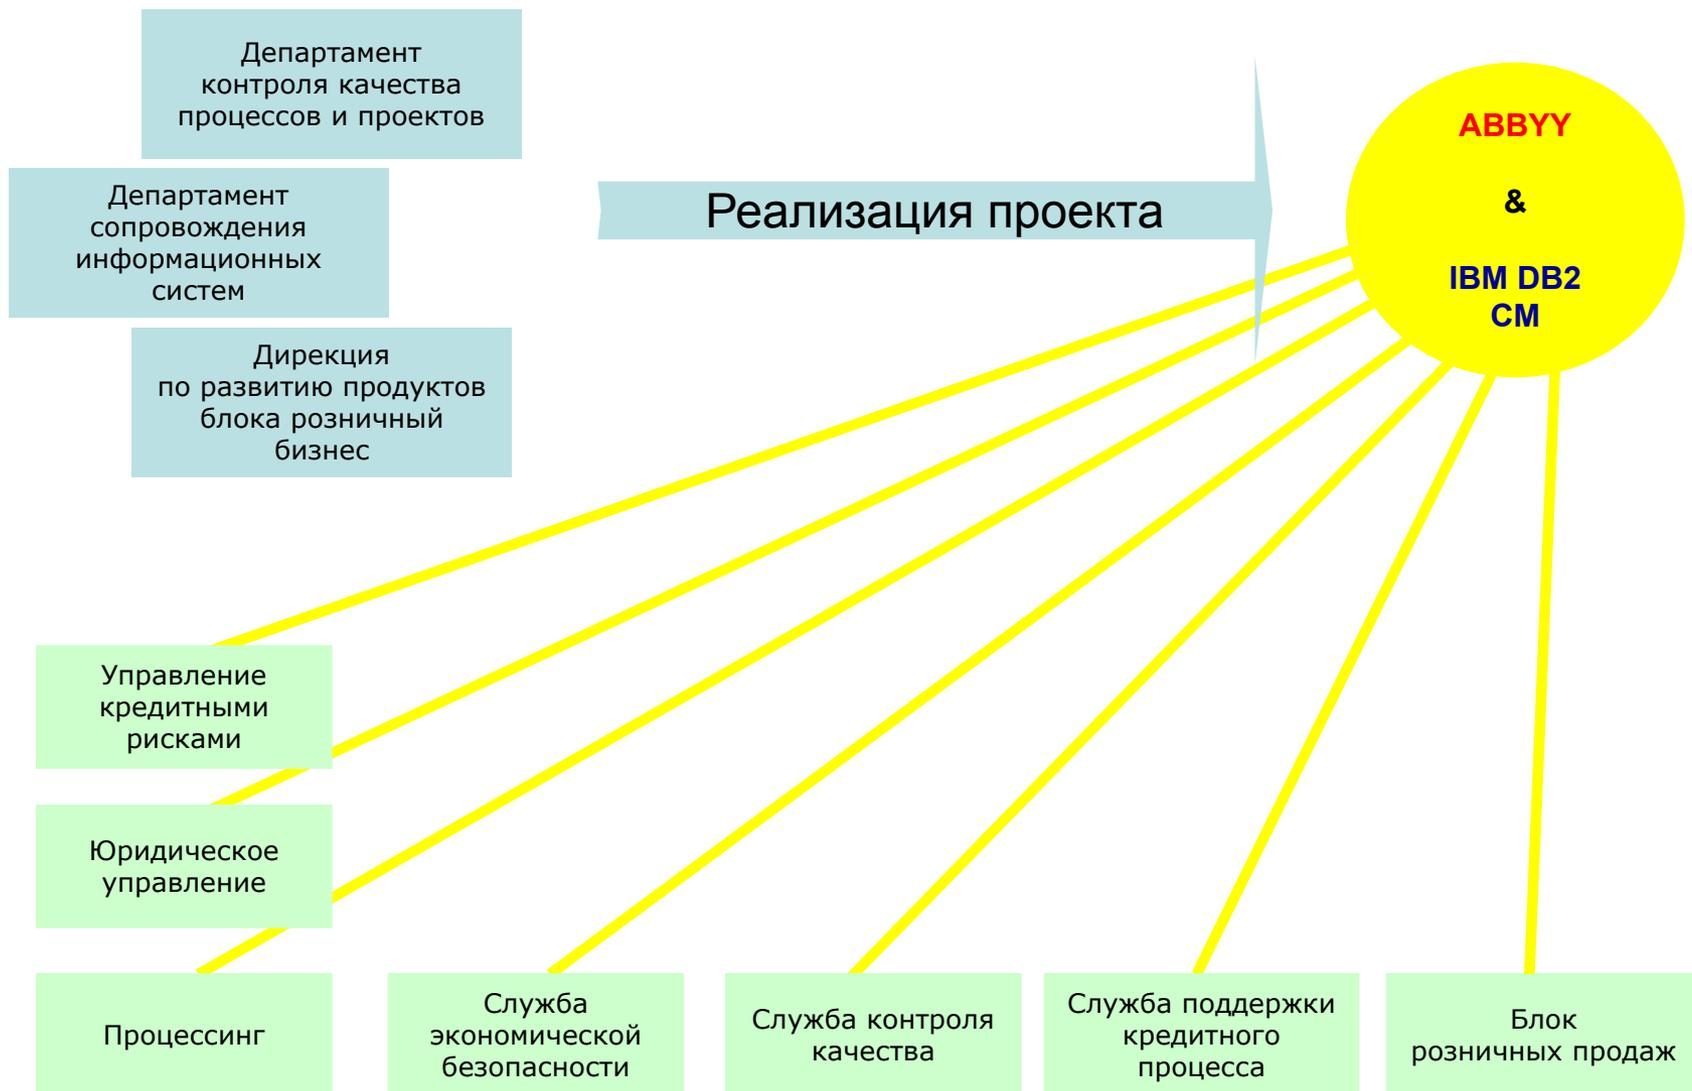 Департамент
контроля качества
процессов и проектов
Департамент
сопровождения
информационных
систем
Дирекция
по развитию продуктов
блока розничный
бизнес
Реализация проекта
ABBYY
&
IBM DB2
CM
Управление
кредитными
рисками
Юридическое
управление
Процессинг
Служба
экономической
безопасности
Служба контроля
качества
Служба поддержки
кредитного
процесса
Блок
розничных продаж